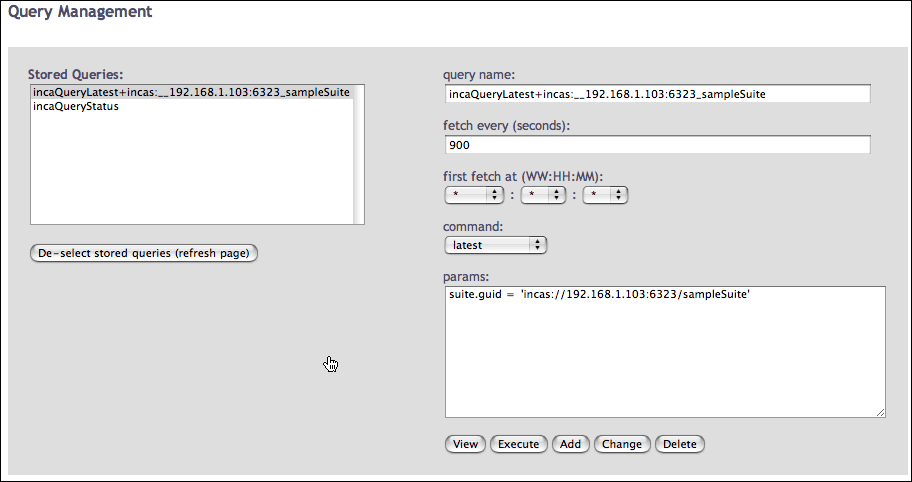 Query Management
Stored Queries:
incaQueryLatest+incas:__192.168.1.103:6323_sampleSuite
incaQueryStatus
De-select stored queries (refresh page)
query name:
incaQueryLatest+incas:__192.168.1.103:6323_sampleSuite
fetch every (seconds):
900
first fetch at (WW:HH:MM):
* : * : *
command:
latest
params:
suite.guid = 'incas://192.168.1.103:6323/sampleSuite'
View Execute Add Change Delete